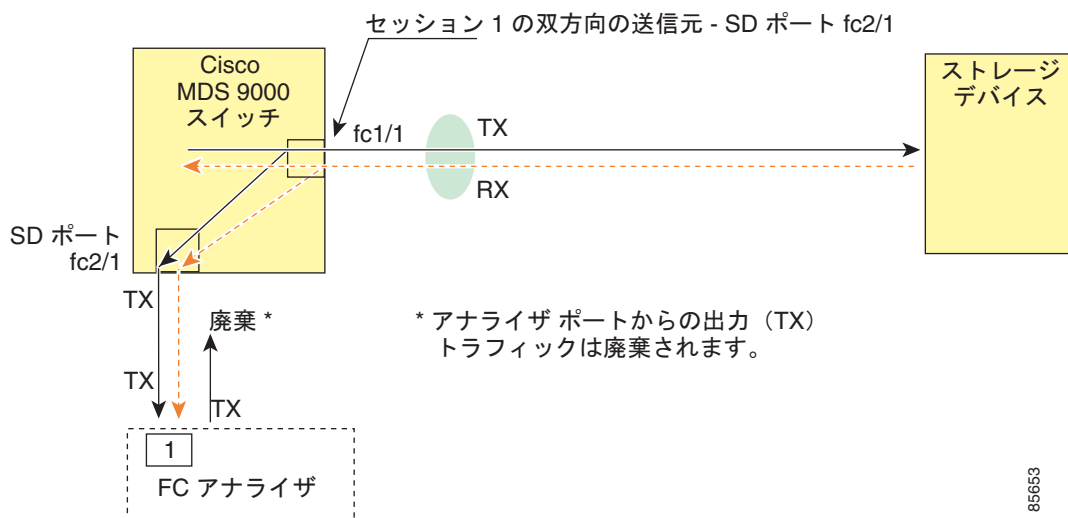 セッション 1 の双方向の送信元 - SD ポート fc2/1
Cisco
MDS 9000
スイッチ
ストレージ
デバイス
fc1/1
TX
RX
SD ポート
fc2/1
TX
廃棄 *
* アナライザ ポートからの出力（TX）
トラフィックは廃棄されます。
TX
TX
1
FC アナライザ
85653